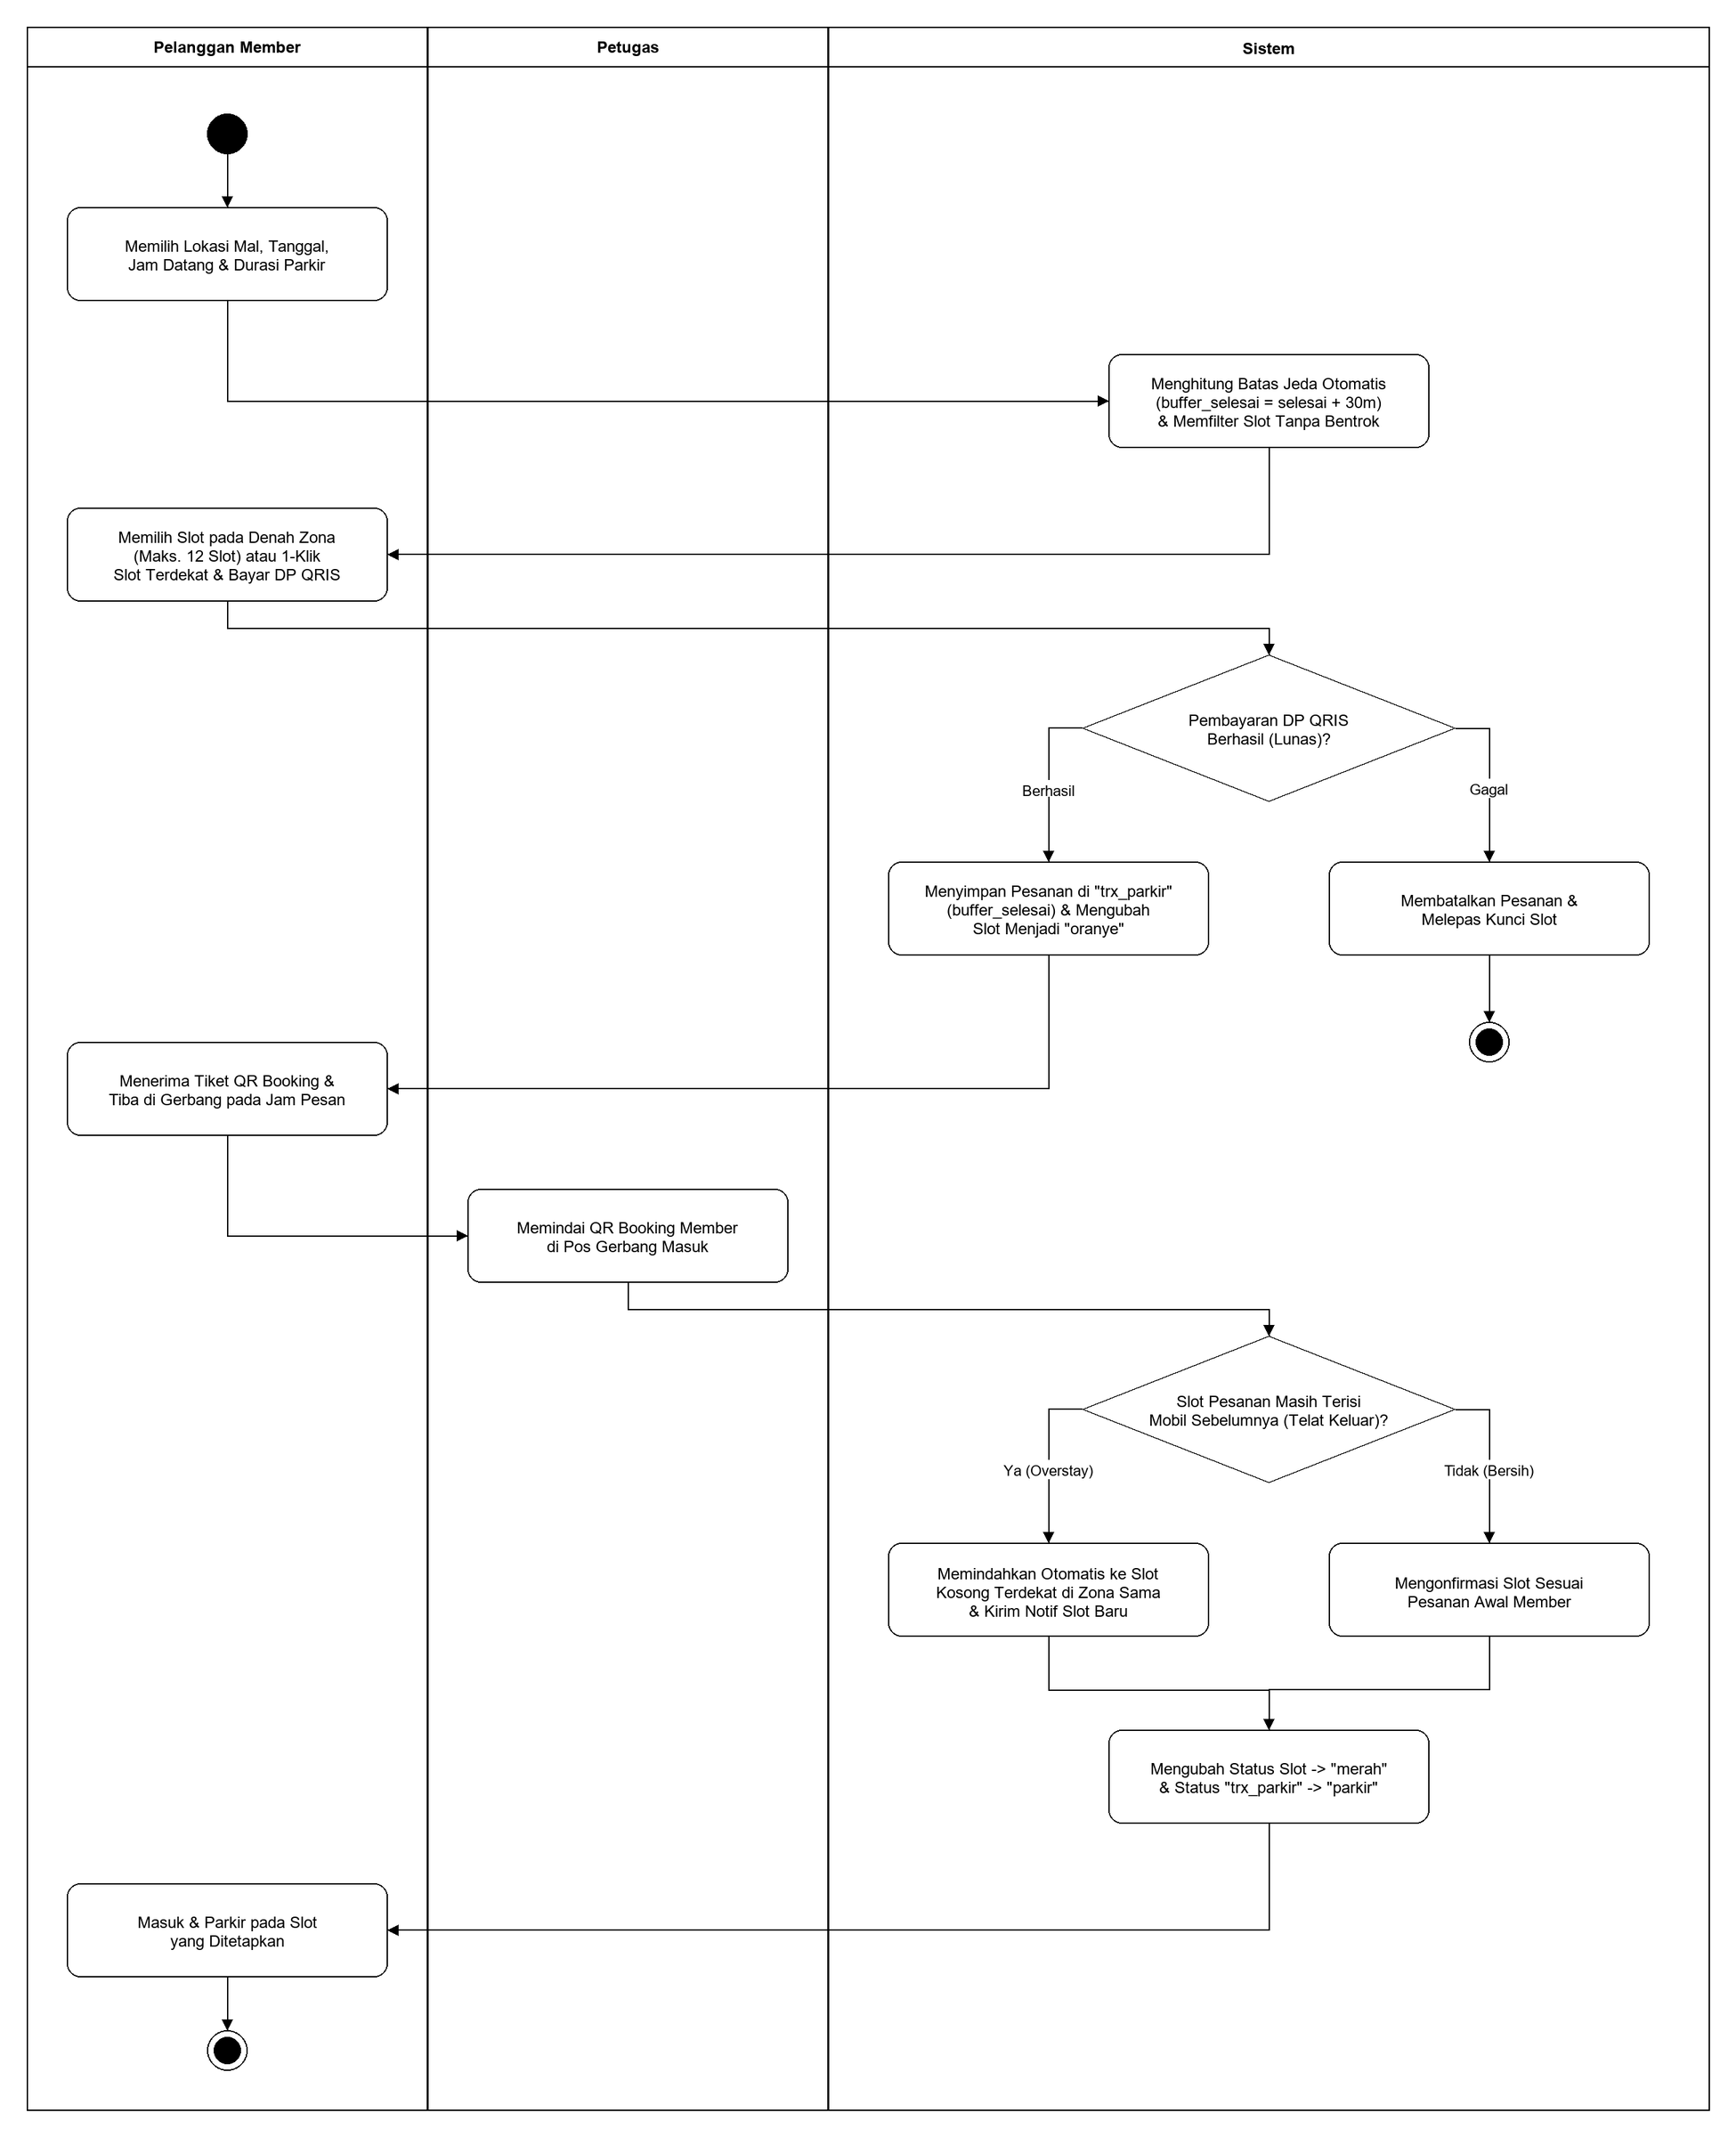 Pelanggan Member
Petugas
Sistem
Memilih Lokasi Mal, Tanggal,
Jam Datang & Durasi Parkir
Menghitung Batas Jeda Otomatis
(buffer_selesai = selesai + 30m)
& Memfilter Slot Tanpa Bentrok
Memilih Slot pada Denah Zona
(Maks. 12 Slot) atau 1-Klik
Slot Terdekat & Bayar DP QRIS
Pembayaran DP QRIS
Berhasil (Lunas)?
Berhasil
Gagal
Menyimpan Pesanan di "trx_parkir"
(buffer_selesai) & Mengubah
Slot Menjadi "oranye"
Membatalkan Pesanan &
Melepas Kunci Slot
Menerima Tiket QR Booking &
Tiba di Gerbang pada Jam Pesan
Memindai QR Booking Member
di Pos Gerbang Masuk
Slot Pesanan Masih Terisi
Mobil Sebelumnya (Telat Keluar)?
Ya (Overstay)
Tidak (Bersih)
Memindahkan Otomatis ke Slot
Kosong Terdekat di Zona Sama
& Kirim Notif Slot Baru
Mengonfirmasi Slot Sesuai
Pesanan Awal Member
Mengubah Status Slot -> "merah"
& Status "trx_parkir" -> "parkir"
Masuk & Parkir pada Slot
yang Ditetapkan